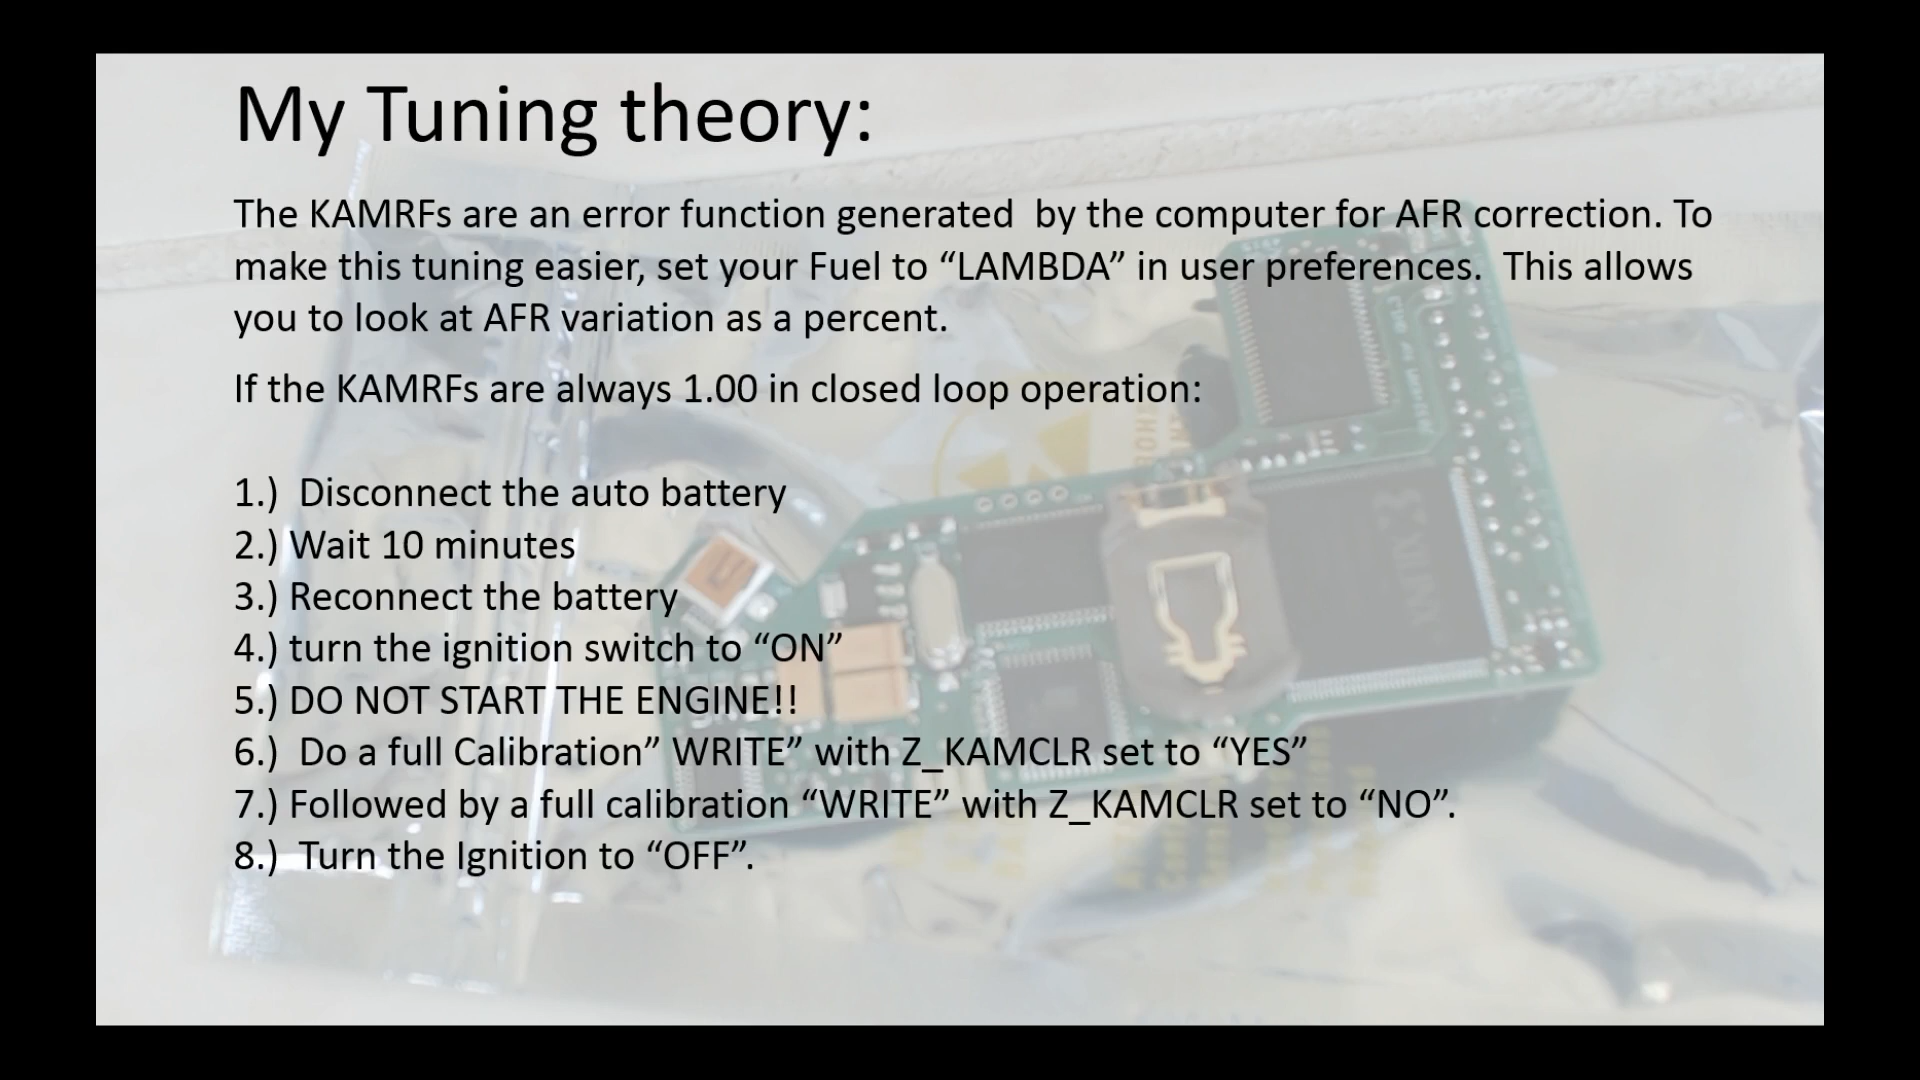 My Tuning theory:
The KAMRFs are an error function generated  by the computer for AFR correction. To
make this tuning easier, set your Fuel to “LAMBDA” in user preferences.  This allows
you to look at AFR variation as a percent.
If the KAMRFs are always 1.00 in closed loop operation:
1.)  Disconnect the auto battery
2.) Wait 10 minutes
3.) Reconnect the battery
4.) turn the ignition switch to “ON”
5.) DO NOT START THE ENGINE!!
6.)  Do a full Calibration” WRITE” with Z_KAMCLR set to “YES”
7.) Followed by a full calibration “WRITE” with Z_KAMCLR set to “NO”.
8.)  Turn the Ignition to “OFF”.
XILINX